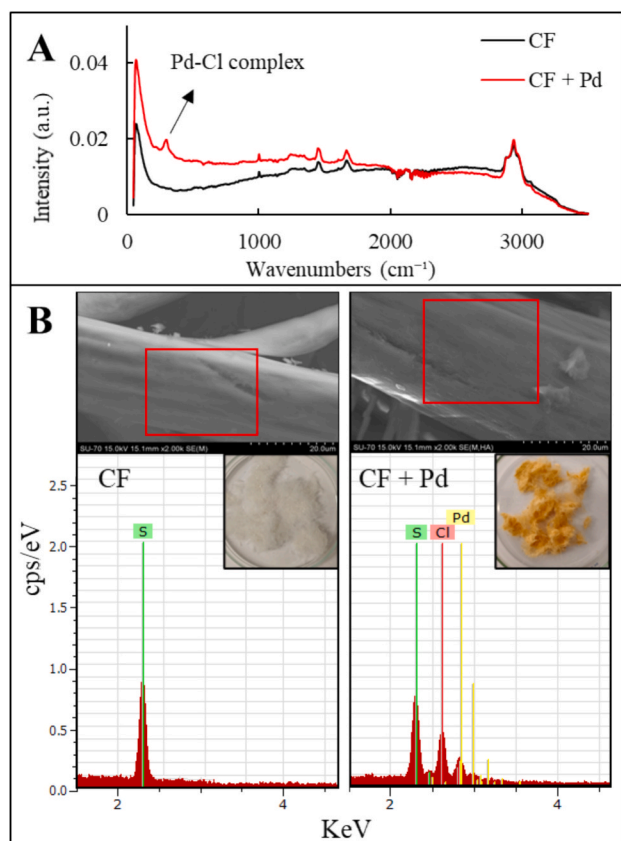 A
CF
CF + Pd
Pd-Cl complex
0.04
0.02
0
Intensity (a.u.)
0
1000
2000
3000
Wavenumbers (cm⁻¹)
B
SU-70 15.0kV 15.1mm x2.00k SE(M)
20.0um
SU-70 15.0kV 15.1mm x2.00k SE(M,HA)
20.0um
CF
S
2.5
2.0
1.0
0.5
0.0
cps/eV
2
4
CF + Pd
Pd
S
Cl
2
4
KeV